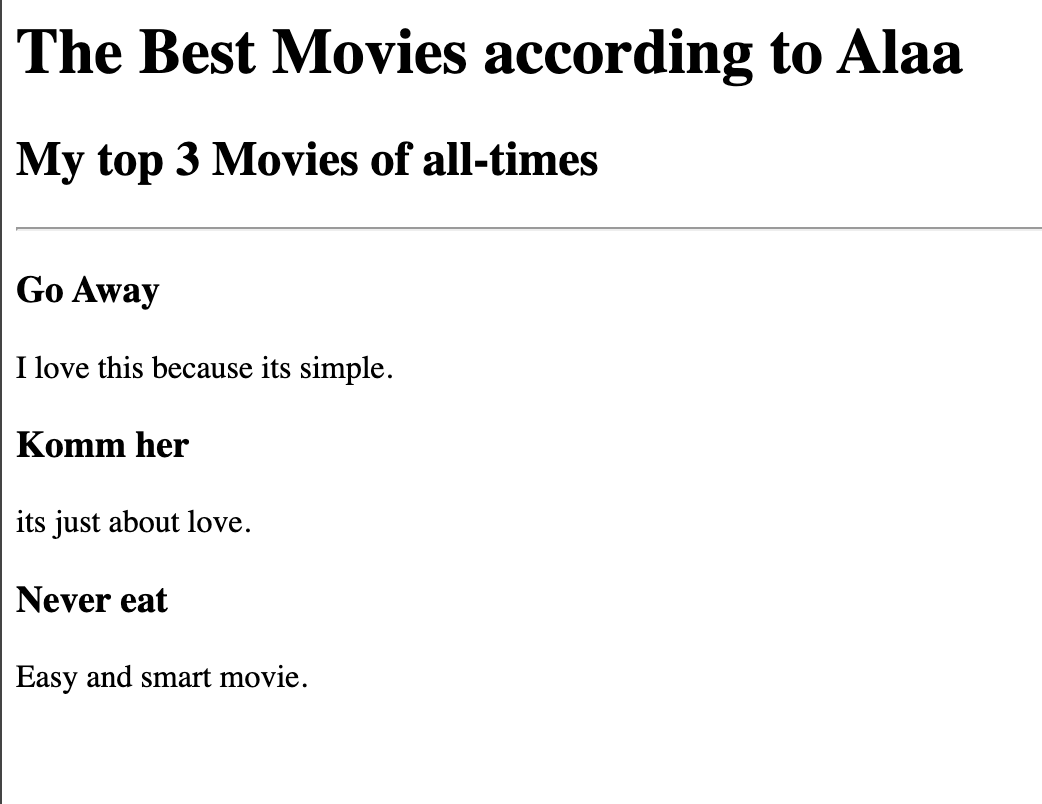 The Best Movies according to Alaa
My top 3 Movies of all-times
Go Away
I love this because its simple.
Komm her
its just about love.
Never eat
Easy and smart movie.